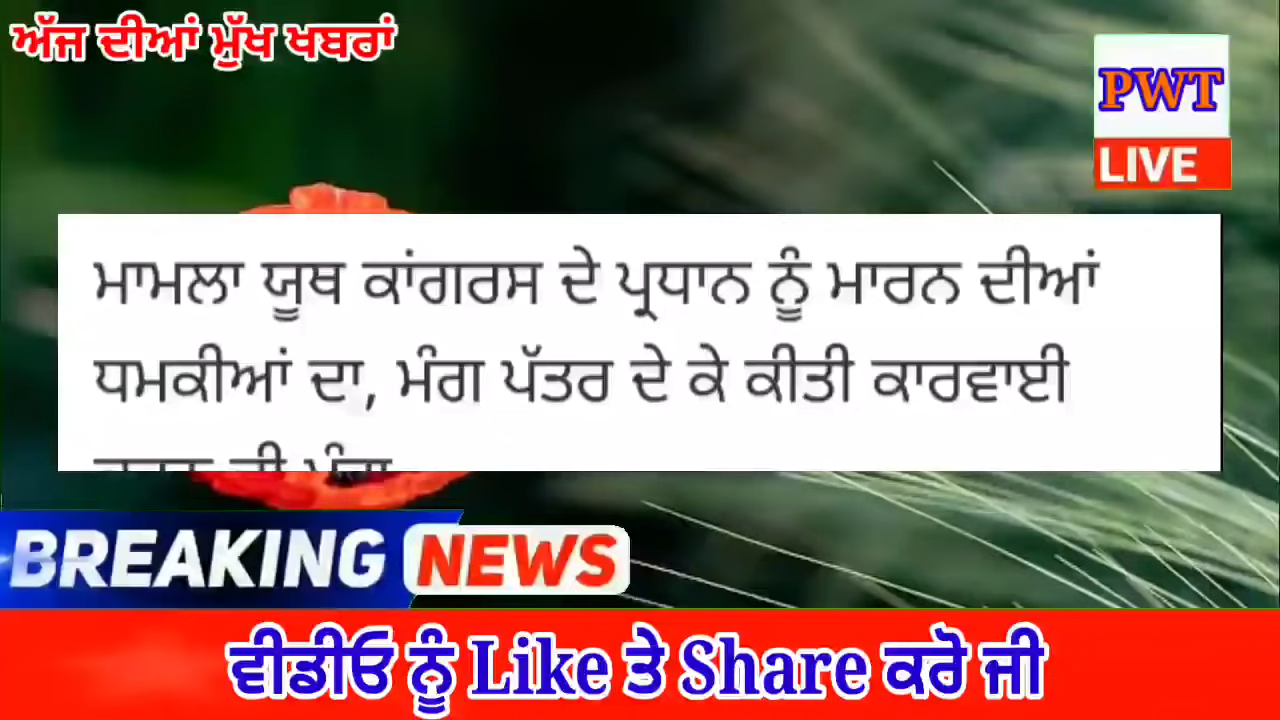 ਅੱਜ ਦੀਆਂ ਮੁੱਖ ਖਬਰਾਂ
PWT
LIVE
ਮਾਮਲਾ ਯੂਥ ਕਾਂਗਰਸ ਦੇ ਪ੍ਰਧਾਨ ਨੂੰ ਮਾਰਨ ਦੀਆਂ
ਧਮਕੀਆਂ ਦਾ, ਮੰਗ ਪੱਤਰ ਦੇ ਕੇ ਕੀਤੀ ਕਾਰਵਾਈ
BREAKING NEWS
ਵੀਡੀਓ ਨੂੰ Like ਤੇ Share ਕਰੋ ਜੀ